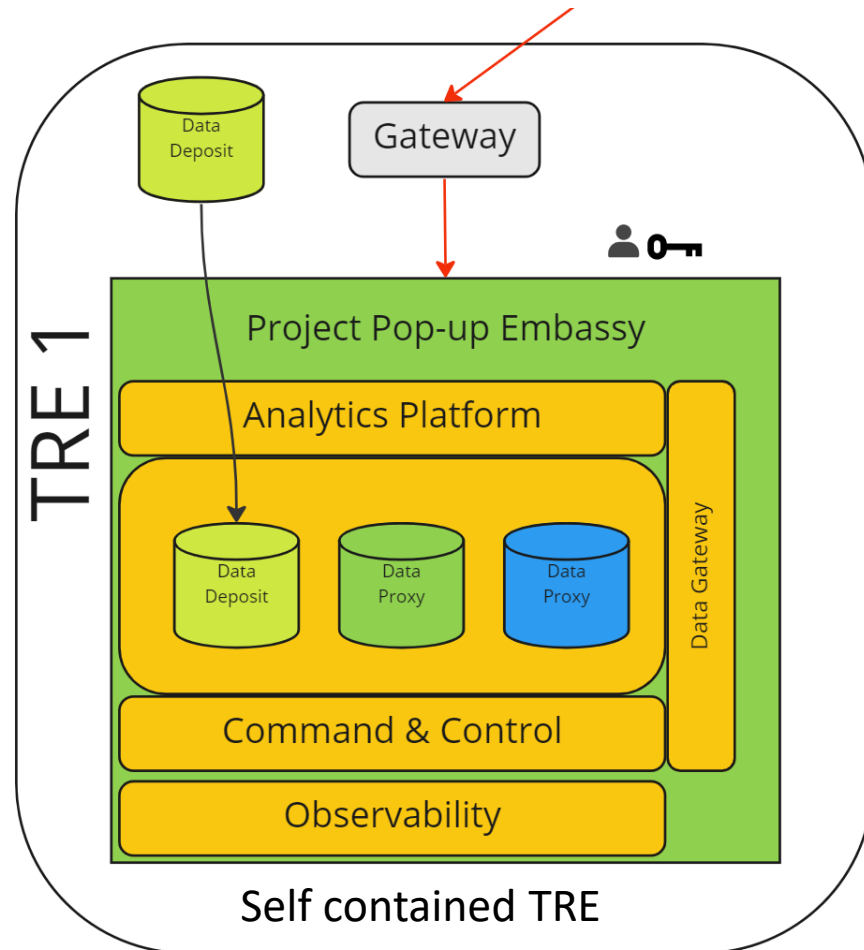 Data
Deposit
Gateway
TRE 1
Project Pop-up Embassy
Analytics Platform
Data
Deposit
Data
Proxy
Data
Proxy
Data Gateway
Command & Control
Observability
Self contained TRE